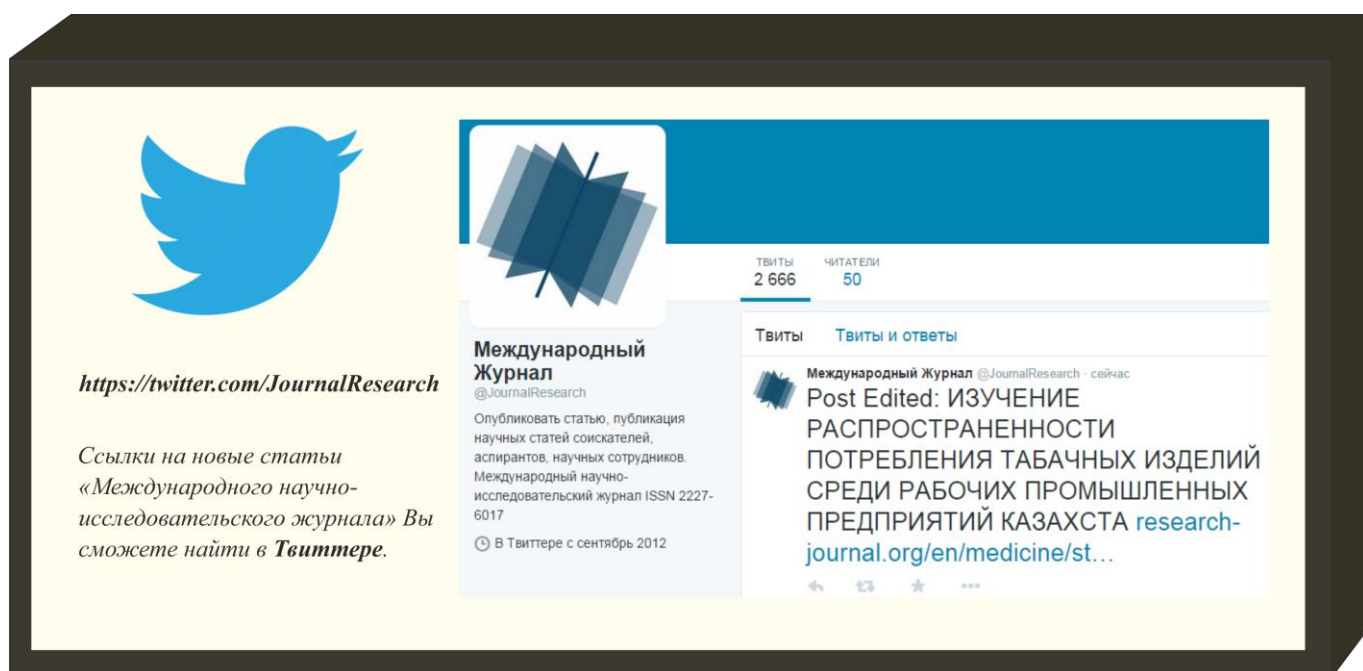 https://twitter.com/JournalResearch
Ссылки на новые статьи
«Международного научно-
исследовательского журнала» Вы
сможете найти в Твиттере.
Международный
Журнал
@JournalResearch
Опубликовать статью, публикация
научных статей соискателей,
аспирантов, научных сотрудников.
Международный научно-
исследовательский журнал ISSN 2227-
6017
В Твиттере с сентябрь 2012
ТВИТЫ ЧИТАТЕЛИ
2 666 50
Твиты Твиты и ответы
Международный Журнал @JournalResearch · сейчас
Post Edited: ИЗУЧЕНИЕ
РАСПРОСТРАНЕННОСТИ
ПОТРЕБЛЕНИЯ ТАБАЧНЫХ ИЗДЕЛИЙ
СРЕДИ РАБОЧИХ ПРОМЫШЛЕННЫХ
ПРЕДПРИЯТИЙ КАЗАХСТА research-
journal.org/en/medicine/st…